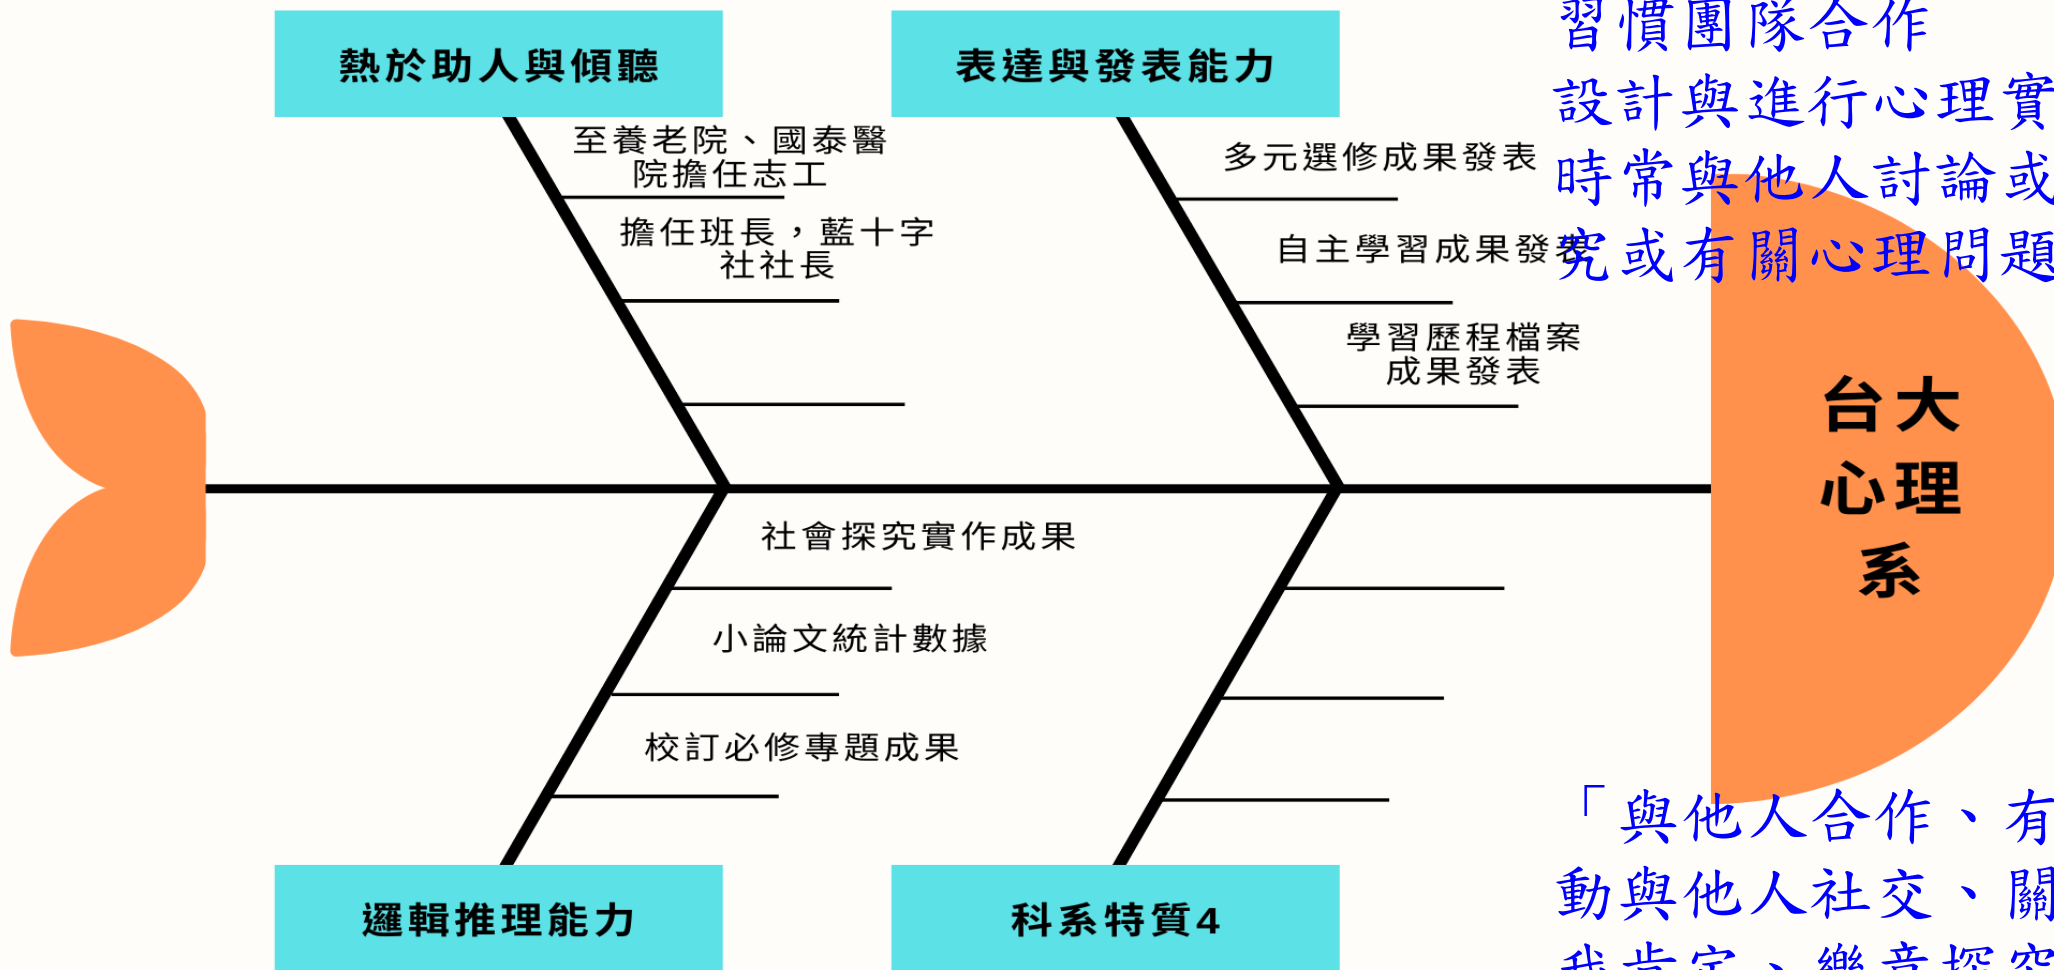 熱於助人與傾聽
至養老院、國泰醫
院擔任志工
擔任班長，藍十字
社社長
表達與發表能力
多元選修成果發表
自主學習成果發表
學習歷程檔案
成果發表
習慣團隊合作
設計與進行心理實
時常與他人討論或
究或有關心理問題
台大
心理
系
社會探究實作成果
小論文統計數據
校訂必修專題成果
邏輯推理能力
科系特質4
「與他人合作、有
動與他人社交、關
我肯定、樂意探究